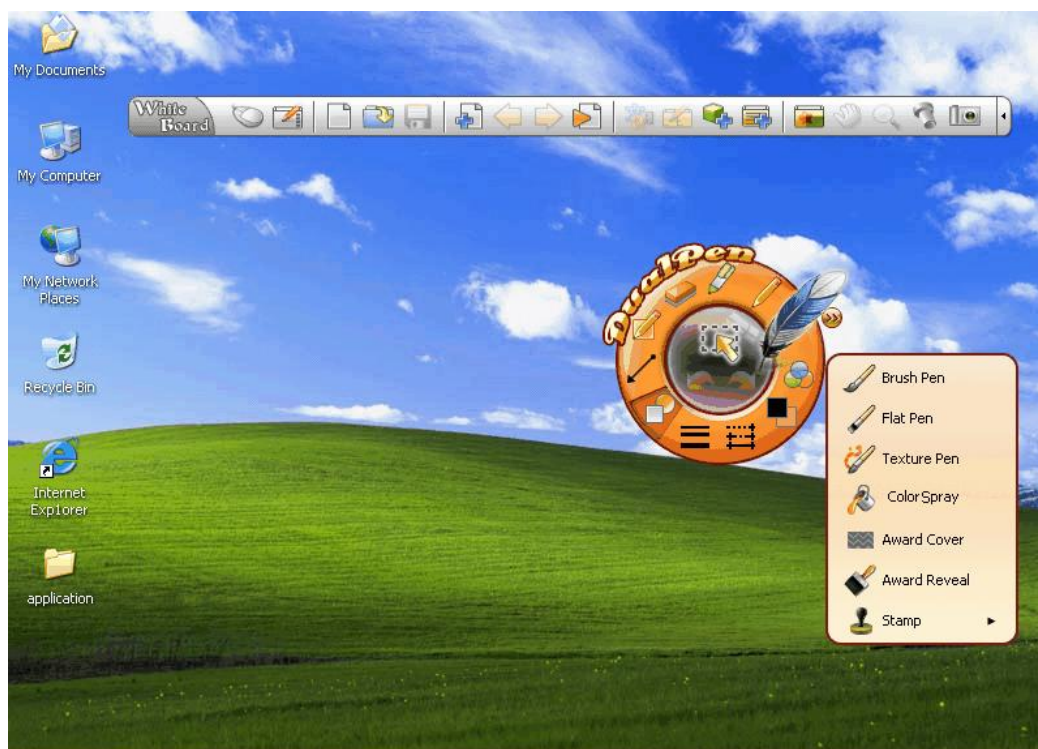 My Documents
White
Board
My Computer
My Network
Places
DualPen
Recycle Bin
Brush Pen
Flat Pen
Texture Pen
ColorSpray
Award Cover
Award Reveal
Stamp
Internet
Explorer
application